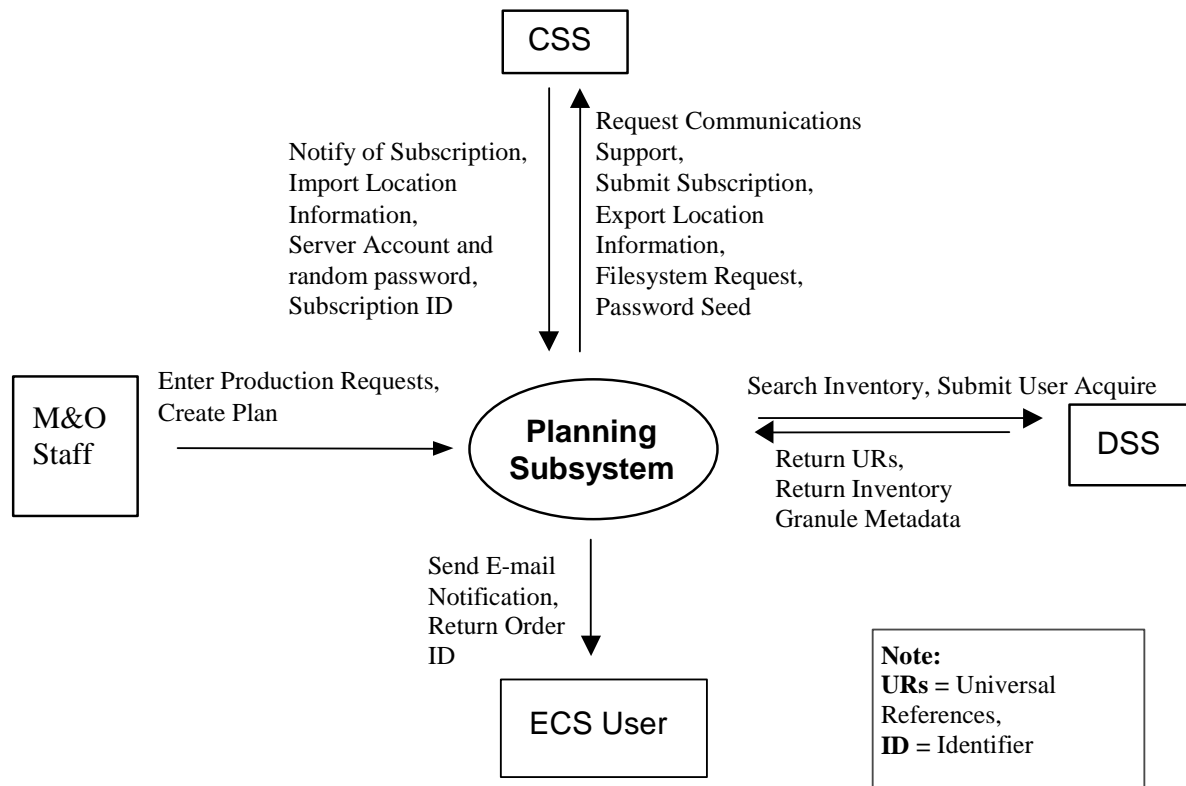 CSS
Notify of Subscription,
Import Location
Information,
Server Account and
random password,
Subscription ID
Request Communications
Support,
Submit Subscription,
Export Location
Information,
Filesystem Request,
Password Seed
M&O
Staff
Enter Production Requests,
Create Plan
Planning
Subsystem
Search Inventory, Submit User Acquire
Return URs,
Return Inventory
Granule Metadata
DSS
Send E-mail
Notification,
Return Order
ID
ECS User
Note:
URs = Universal
References,
ID = Identifier